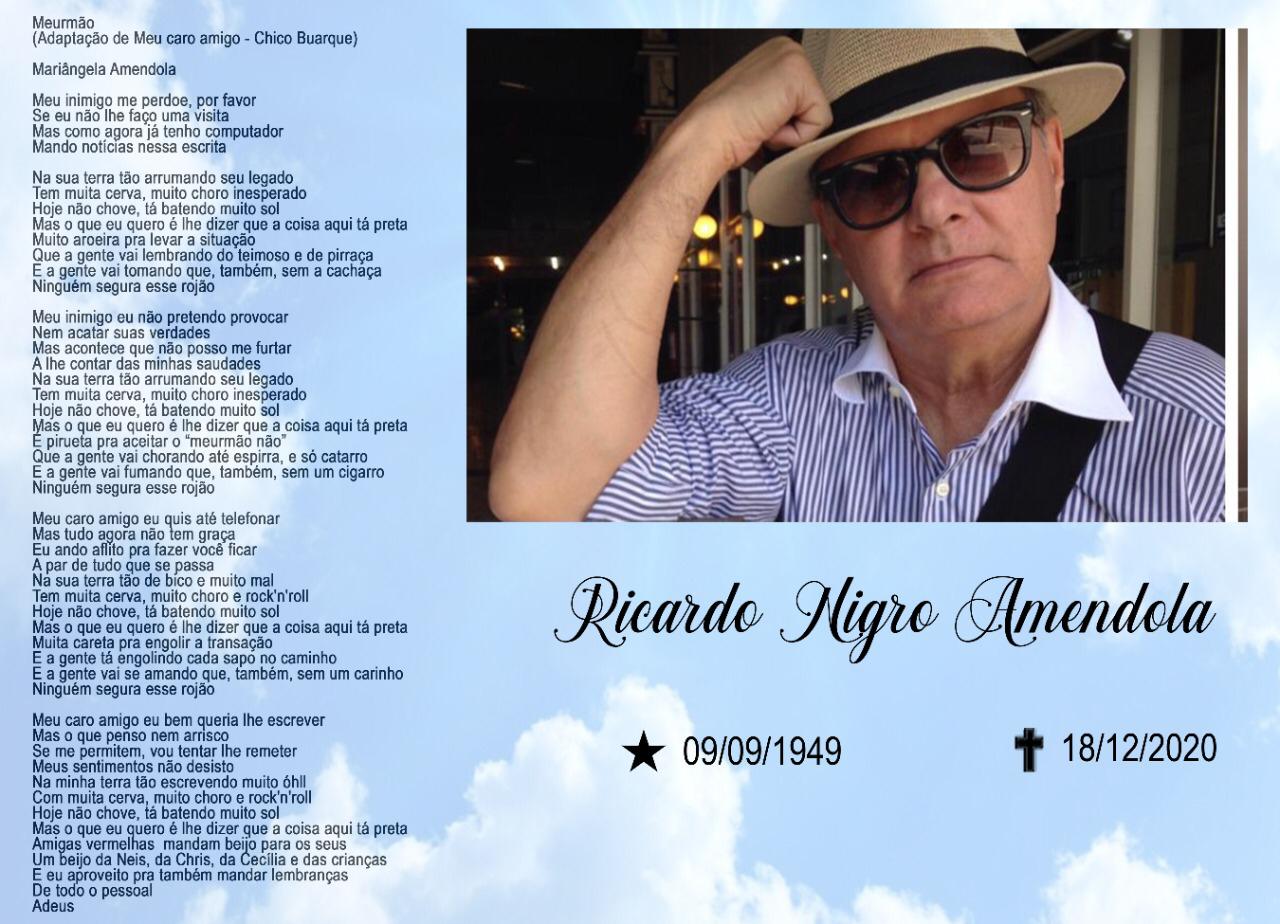 Meurmão
(Adaptação de Meu caro amigo - Chico Buarque)
Mariângela Amendola
Meu inimigo me perdoe, por favor
Se eu não lhe faço uma visita
Mas como agora já tenho computador
Mando notícias nessa escrita
Na sua terra tão arrumando seu legado
Tem muita cerva, muito choro inesperado
Hoje não chove, tá batendo muito sol
Mas o que eu quero é lhe dizer que a coisa aqui tá preta
Muito aroeira pra levar a situação
Que a gente vai lembrando do teimoso e de pirraça
E a gente vai tomando que, também, sem a cachaça
Ninguém segura esse rojão
Meu inimigo eu não pretendo provocar
Nem acatar suas verdades
Mas acontece que não posso me furtar
A lhe contar das minhas saudades
Na sua terra tão arrumando seu legado
Tem muita cerva, muito choro inesperado
Hoje não chove, tá batendo muito sol
Mas o que eu quero é lhe dizer que a coisa aqui tá preta
É pirueta pra aceitar o “meurmão não”
Que a gente vai chorando até espirra, e só catarro
E a gente vai fumando que, também, sem um cigarro
Ninguém segura esse rojão
Meu caro amigo eu quis até telefonar
Mas tudo agora não tem graça
Eu ando aflito pra fazer você ficar
A par de tudo que se passa
Na sua terra tão de bico e muito mal
Tem muita cerva, muito choro e rock'n'roll
Hoje não chove, tá batendo muito sol
Mas o que eu quero é lhe dizer que a coisa aqui tá preta
Muita careta pra engolir a transação
E a gente tá engolindo cada sapo no caminho
E a gente vai se amando que, também, sem um carinho
Ninguém segura esse rojão
Meu caro amigo eu bem queria lhe escrever
Mas o que penso nem arrisco
Se me permitem, vou tentar lhe remeter
Meus sentimentos não desisto
Na minha terra tão escrevendo muito óhll
Com muita cerva, muito choro e rock'n'roll
Hoje não chove, tá batendo muito sol
Mas o que eu quero é lhe dizer que a coisa aqui tá preta
Amigas vermelhas mandam beijo para os seus
Um beijo da Neis, da Chris, da Cecília e das crianças
E eu aproveito pra também mandar lembranças
De todo o pessoal
Adeus
Ricardo Nigro Amendola
09/09/1949
18/12/2020